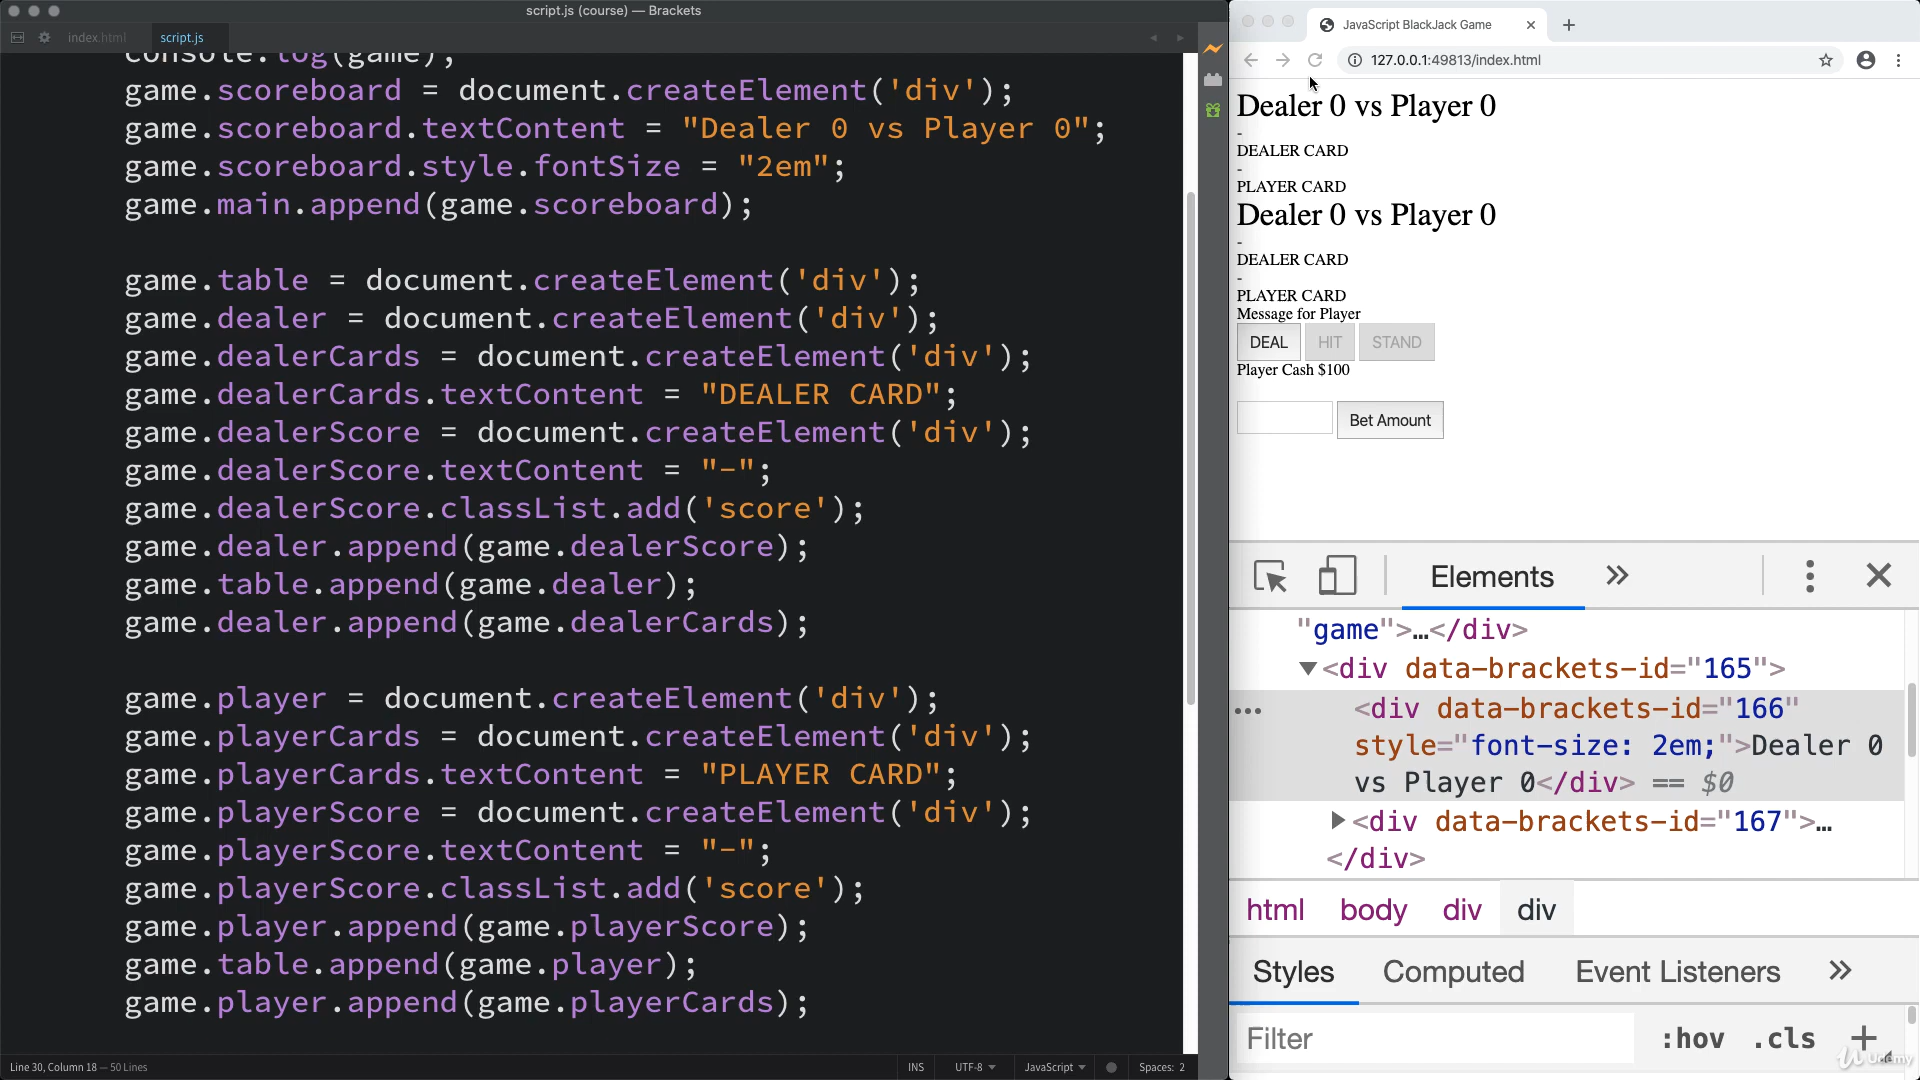 script.js (course) — Brackets
index.html
script.js
console.log(game);
game.scoreboard = document.createElement('div');
game.scoreboard.textContent = "Dealer 0 vs Player 0";
game.scoreboard.style.fontSize = "2em";
game.main.append(game.scoreboard);
game.table = document.createElement('div');
game.dealer = document.createElement('div');
game.dealerCards = document.createElement('div');
game.dealerCards.textContent = "DEALER CARD";
game.dealerScore = document.createElement('div');
game.dealerScore.textContent = "-";
game.dealerScore.classList.add('score');
game.dealer.append(game.dealerScore);
game.table.append(game.dealer);
game.dealer.append(game.dealerCards);
game.player = document.createElement('div');
game.playerCards = document.createElement('div');
game.playerCards.textContent = "PLAYER CARD";
game.playerScore = document.createElement('div');
game.playerScore.textContent = "-";
game.playerScore.classList.add('score');
game.player.append(game.playerScore);
game.table.append(game.player);
game.player.append(game.playerCards);
Line 30, Column 18 — 50 Lines
INS
UTF-8
JavaScript
Spaces: 2
JavaScript BlackJack Game
127.0.0.1:49813/index.html
Dealer 0 vs Player 0
-
DEALER CARD
-
PLAYER CARD
Dealer 0 vs Player 0
-
DEALER CARD
-
PLAYER CARD
Message for Player
DEAL HIT STAND
Player Cash $100
Bet Amount
Elements
"game">…</div>
<div data-brackets-id="165">
<div data-brackets-id="166"
style="font-size: 2em;">Dealer 0
vs Player 0</div> == $0
<div data-brackets-id="167">…
</div>
html body div div
Styles Computed Event Listeners
Filter :hov .cls
Udemy